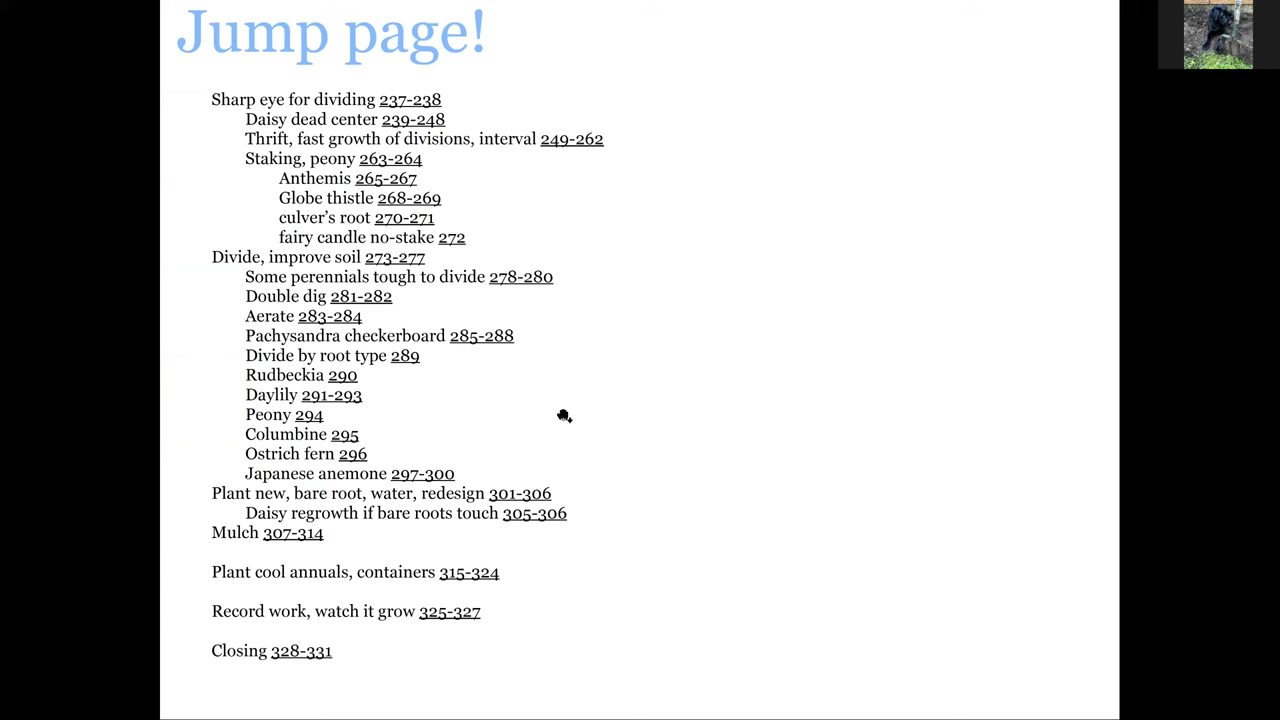 Jump page!
Sharp eye for dividing 237-238
Daisy dead center 239-248
Thrift, fast growth of divisions, interval 249-262
Staking, peony 263-264
Anthemis 265-267
Globe thistle 268-269
culver’s root 270-271
fairy candle no-stake 272
Divide, improve soil 273-277
Some perennials tough to divide 278-280
Double dig 281-282
Aerate 283-284
Pachysandra checkerboard 285-288
Divide by root type 289
Rudbeckia 290
Daylily 291-293
Peony 294
Columbine 295
Ostrich fern 296
Japanese anemone 297-300
Plant new, bare root, water, redesign 301-306
Daisy regrowth if bare roots touch 305-306
Mulch 307-314
Plant cool annuals, containers 315-324
Record work, watch it grow 325-327
Closing 328-331